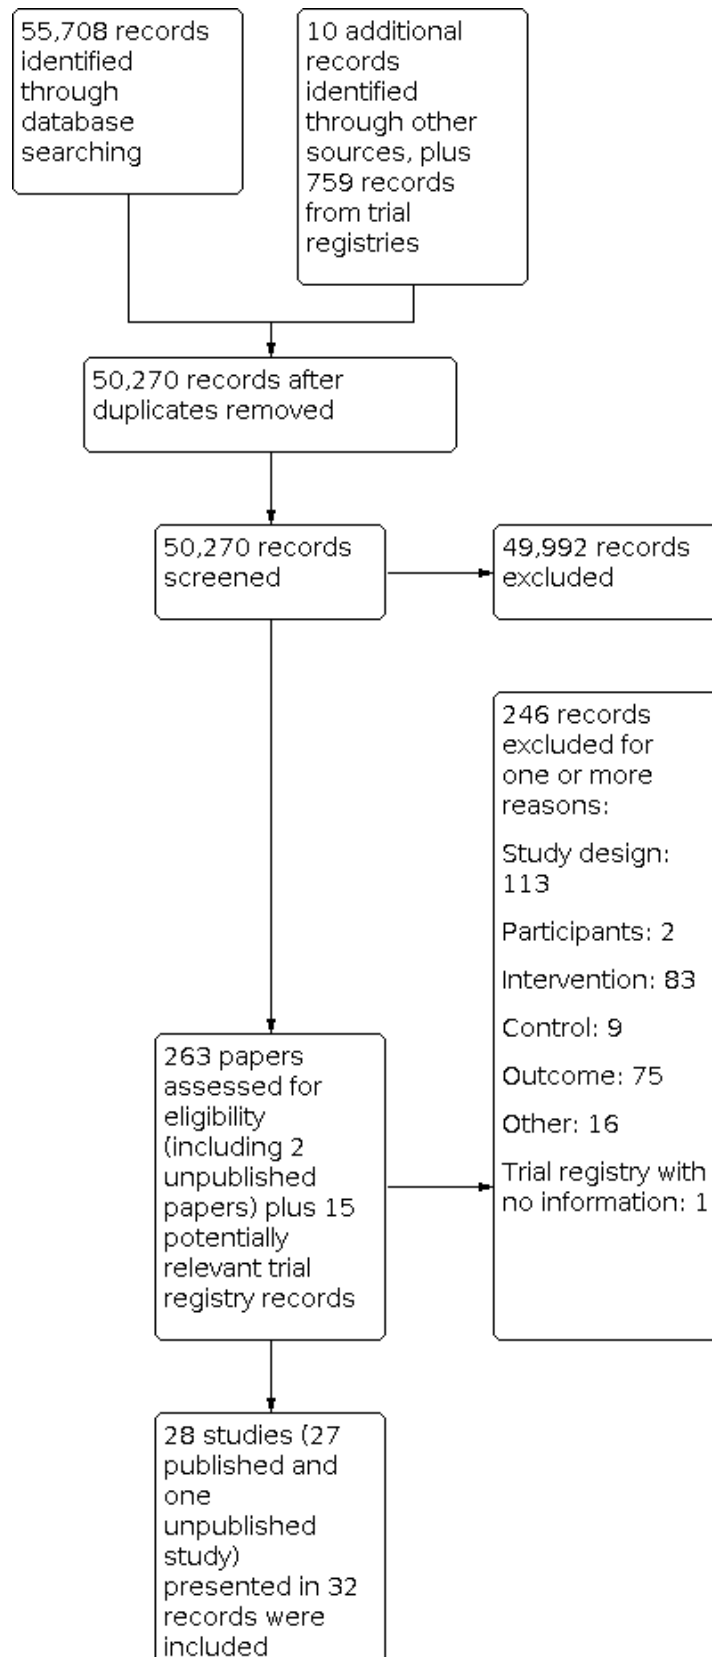 55,708 records
identified
through
database
searching
10 additional
records
identified
through other
sources, plus
759 records
from trial
registries
50,270 records after
duplicates removed
50,270 records
screened
49,992 records
excluded
246 records
excluded for
one or more
reasons:
Study design:
113
Participants: 2
Intervention: 83
Control: 9
Outcome: 75
Other: 16
Trial registry with
no information: 1
263 papers
assessed for
eligibility
(including 2
unpublished
papers) plus 15
potentially
relevant trial
registry records
28 studies (27
published and
one
unpublished
study)
presented in 32
records were
included